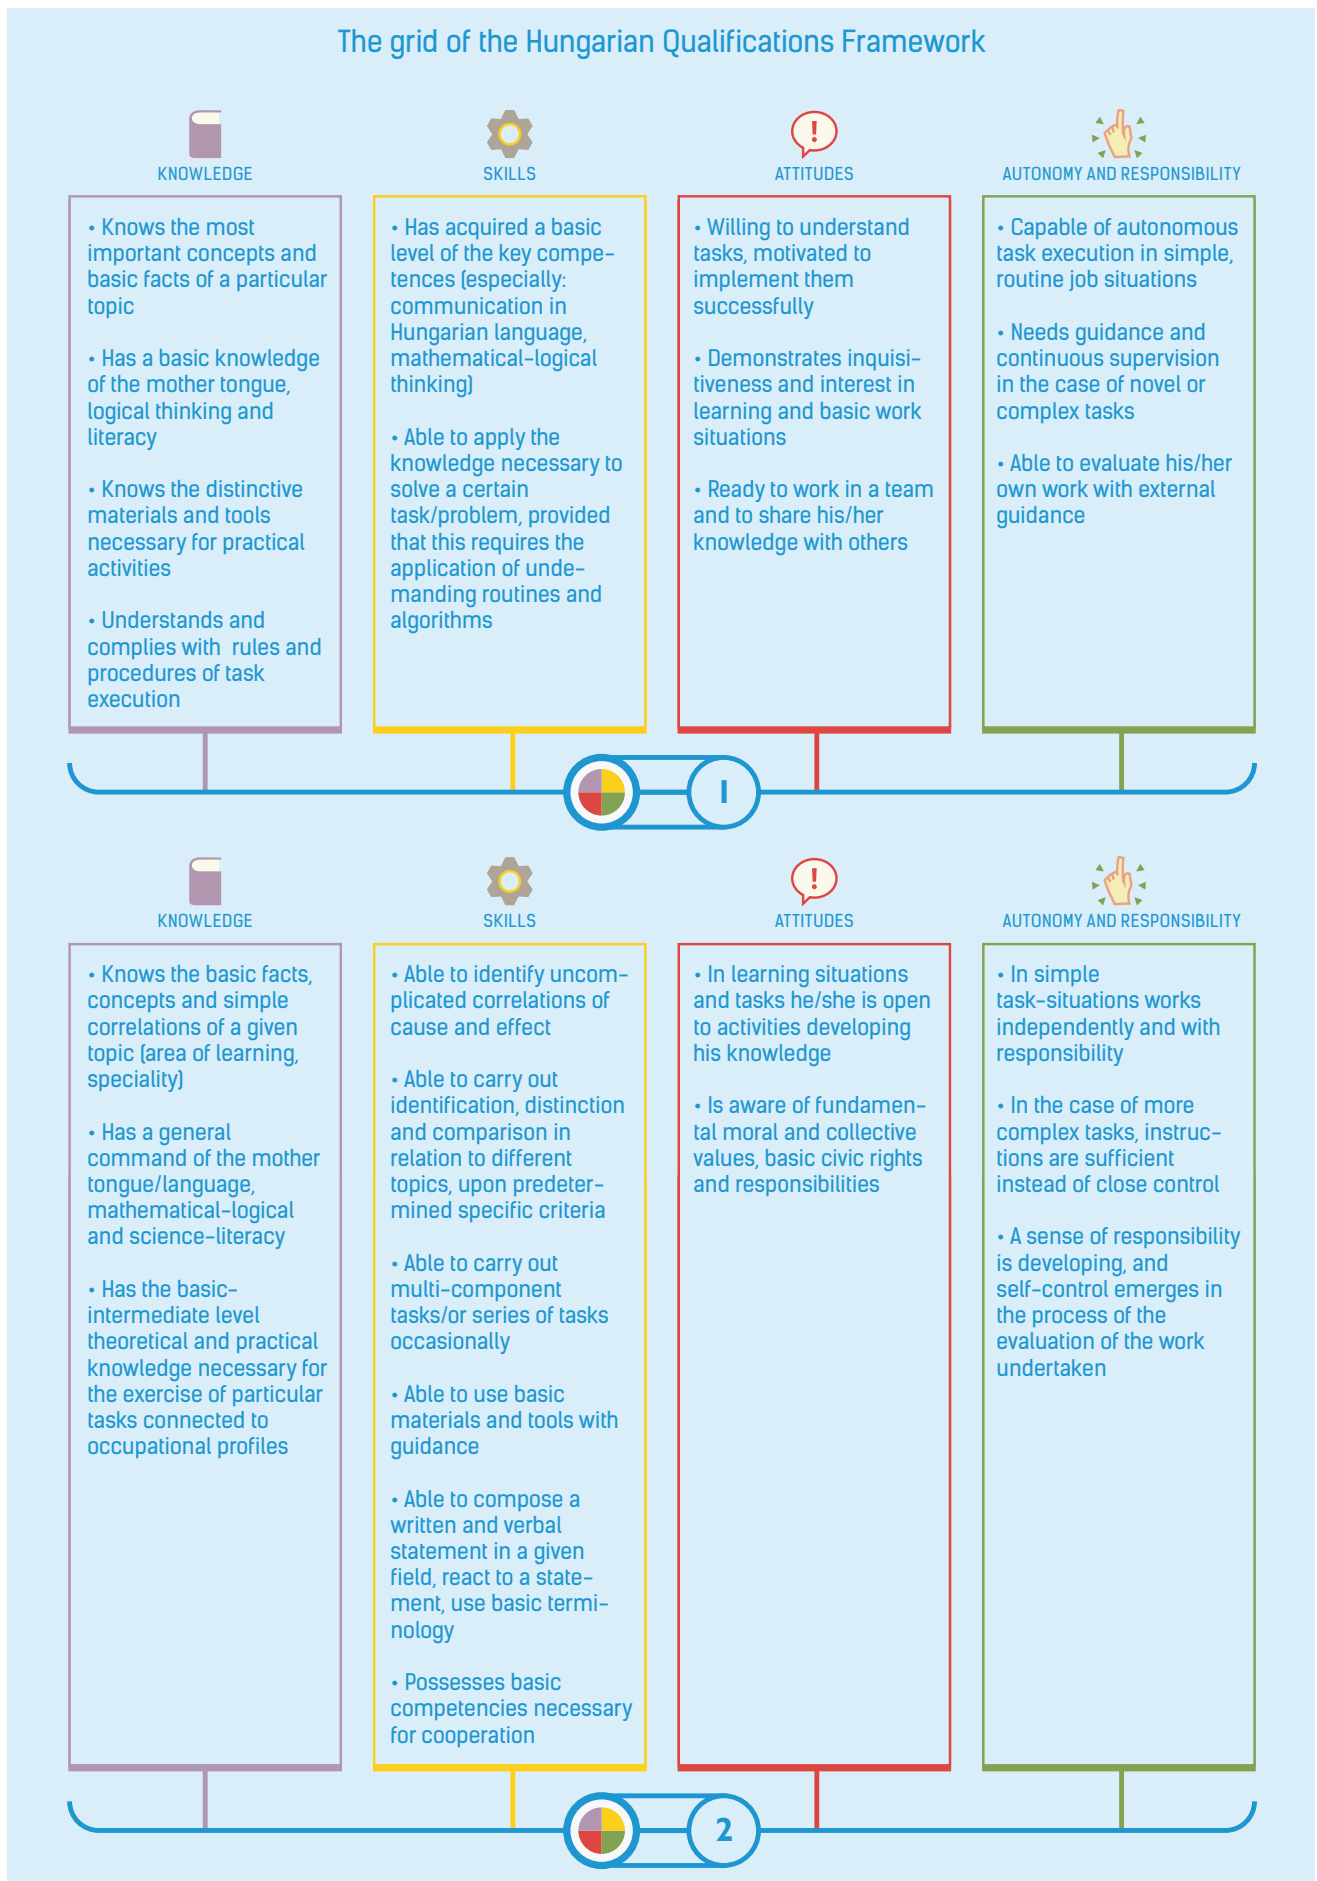 The grid of the Hungarian Qualifications Framework
KNOWLEDGE
• Knows the most
important concepts and
basic facts of a particular
topic
• Has a basic knowledge
of the mother tongue,
logical thinking and
literacy
• Knows the distinctive
materials and tools
necessary for practical
activities
• Understands and
complies with rules and
procedures of task
execution
SKILLS
• Has acquired a basic
level of the key compe-
tences (especially:
communication in
Hungarian language,
mathematical-logical
thinking)
• Able to apply the
knowledge necessary to
solve a certain
task/problem, provided
that this requires the
application of unde-
manding routines and
algorithms
ATTITUDES
• Willing to understand
tasks, motivated to
implement them
successfully
• Demonstrates inquisi-
tiveness and interest in
learning and basic work
situations
• Ready to work in a team
and to share his/her
knowledge with others
AUTONOMY AND RESPONSIBILITY
• Capable of autonomous
task execution in simple,
routine job situations
• Needs guidance and
continuous supervision
in the case of novel or
complex tasks
• Able to evaluate his/her
own work with external
guidance
1
KNOWLEDGE
• Knows the basic facts,
concepts and simple
correlations of a given
topic (area of learning,
speciality)
• Has a general
command of the mother
tongue/language,
mathematical-logical
and science-literacy
• Has the basic-
intermediate level
theoretical and practical
knowledge necessary for
the exercise of particular
tasks connected to
occupational profiles
SKILLS
• Able to identify uncom-
plicated correlations of
cause and effect
• Able to carry out
identification, distinction
and comparison in
relation to different
topics, upon predeter-
mined specific criteria
• Able to carry out
multi-component
tasks/or series of tasks
occasionally
• Able to use basic
materials and tools with
guidance
• Able to compose a
written and verbal
statement in a given
field, react to a state-
ment, use basic termi-
nology
• Possesses basic
competencies necessary
for cooperation
ATTITUDES
• In learning situations
and tasks he/she is open
to activities developing
his knowledge
• Is aware of fundamen-
tal moral and collective
values, basic civic rights
and responsibilities
AUTONOMY AND RESPONSIBILITY
• In simple
task-situations works
independently and with
responsibility
• In the case of more
complex tasks, instruc-
tions are sufficient
instead of close control
• A sense of responsibility
is developing, and
self-control emerges in
the process of the
evaluation of the work
undertaken
2